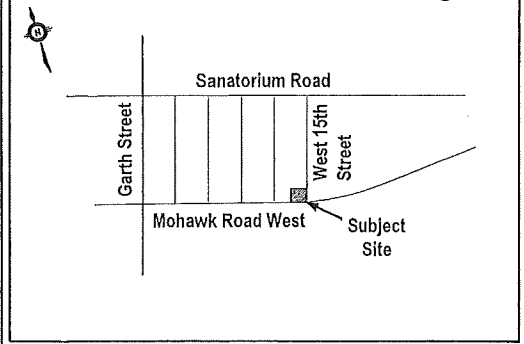 N
Sanatorium Road
Garth Street
West 15th
Street
Mohawk Road West
Subject
Site